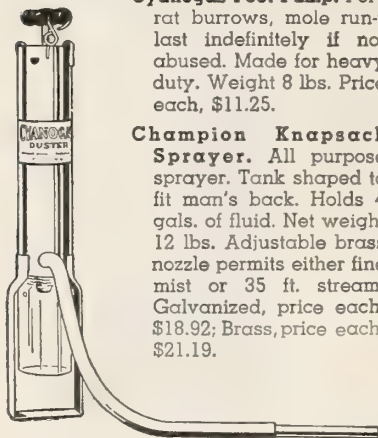 rat burrows, mole run-
last indefinitely if no
abused. Made for heavy
duty. Weight 8 lbs. Price
each, $11.25.
Champion Knapsack
Sprayer. All purpose
sprayer. Tank shaped to
fit man's back. Holds 4
gals. of fluid. Net weight
12 lbs. Adjustable brass
nozzle permits either fine
mist or 35 ft. stream
Galvanized, price each
$18.92; Brass, price each
$21.19.
CYANOGA
DUSTER